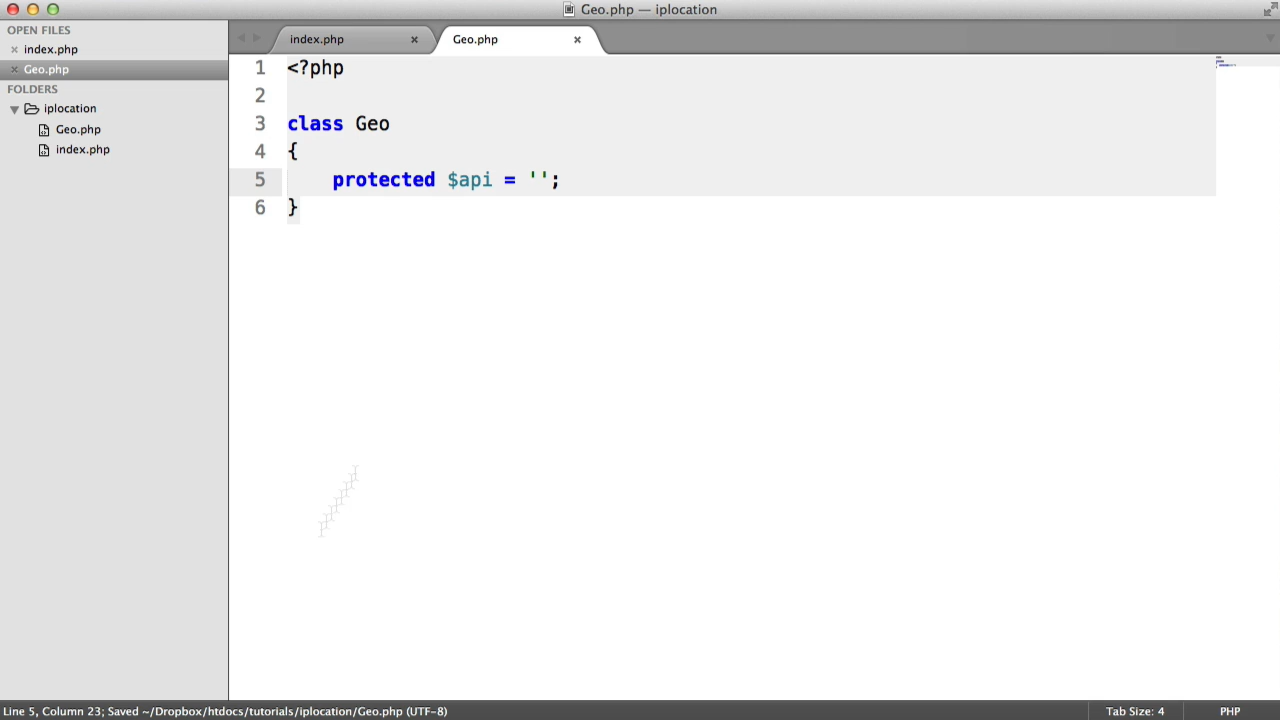 Geo.php — iplocation
OPEN FILES
× index.php
× Geo.php
FOLDERS
iplocation
Geo.php
index.php
index.php ×
Geo.php ×
1 <?php
2
3 class Geo
4 {
5     protected $api = '';
6 }
Line 5, Column 23; Saved ~/Dropbox/htdocs/tutorials/iplocation/Geo.php (UTF-8)
Tab Size: 4
PHP